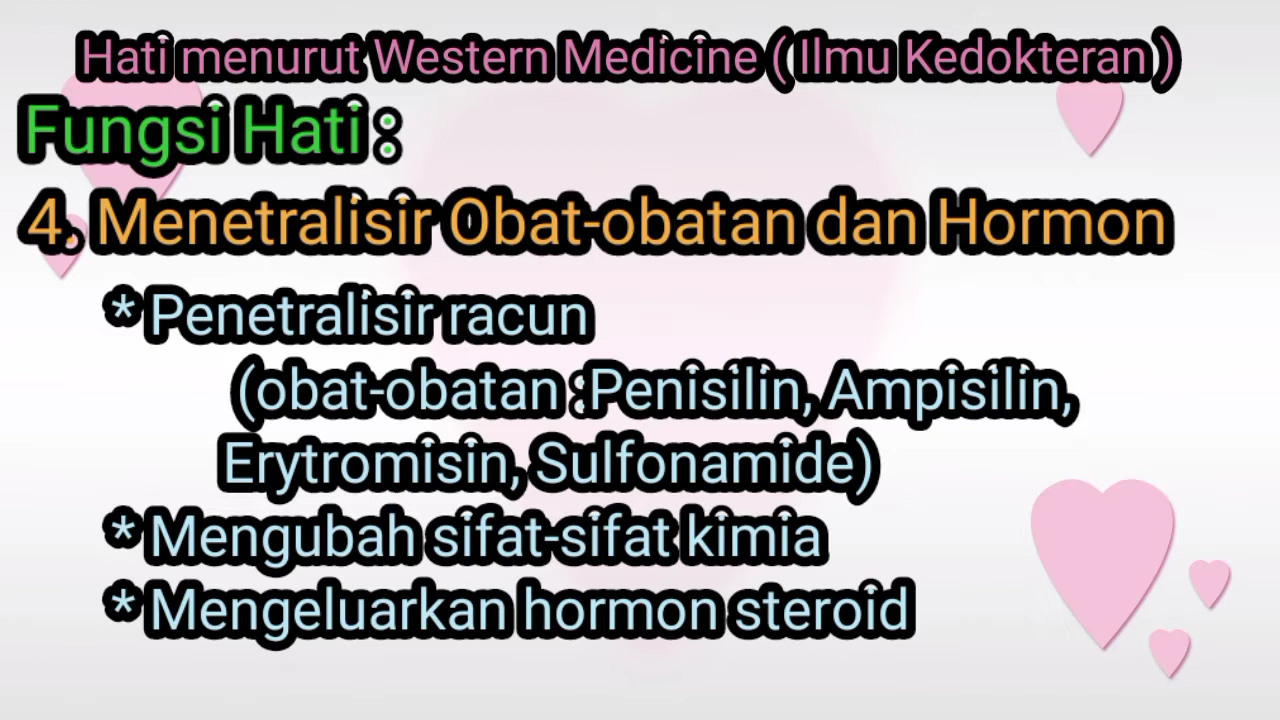 Hati menurut Western Medicine ( Ilmu Kedokteran )
Fungsi Hati :
4. Menetralisir Obat-obatan dan Hormon
* Penetralisir racun
(obat-obatan :Penisilin, Ampisilin,
Erytromisin, Sulfonamide)
* Mengubah sifat-sifat kimia
* Mengeluarkan hormon steroid